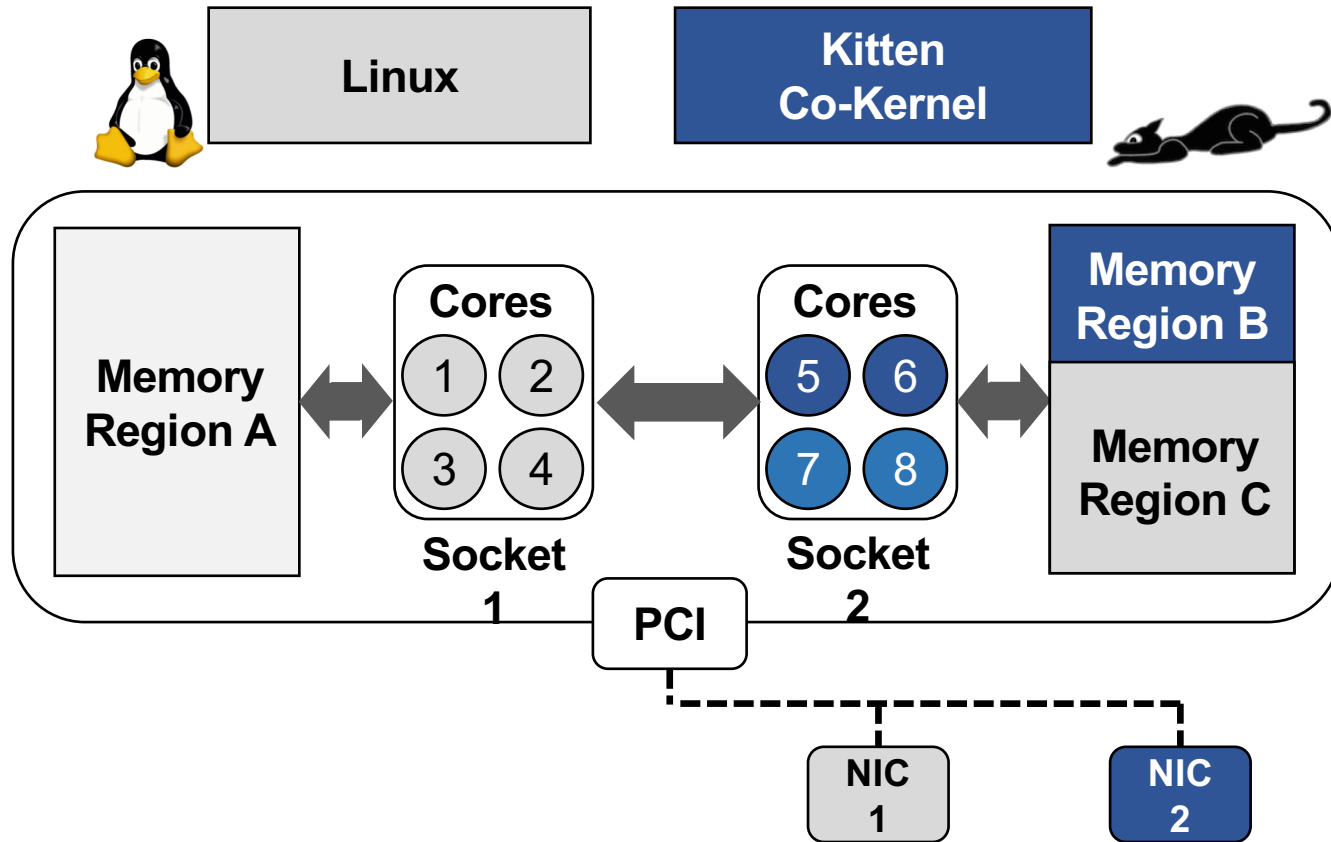 Linux
Kitten
Co-Kernel
Memory
Region A
Cores
1 2
3 4
Socket
1
Cores
5 6
7 8
Socket
2
Memory
Region B
Memory
Region C
PCI
NIC
1
NIC
2